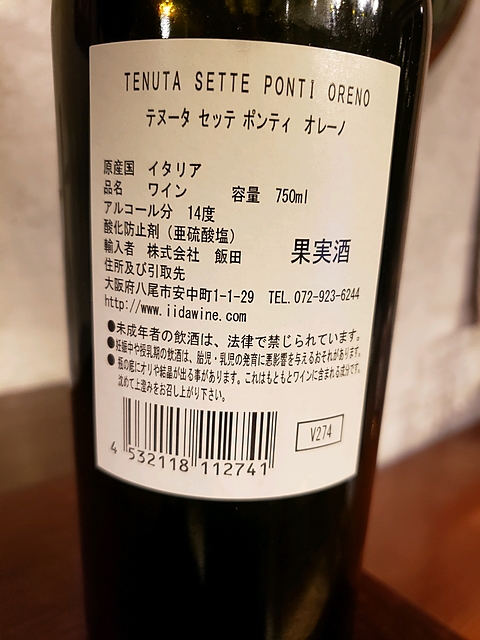 TENUTA SETTE PONTI ORENO
テヌータ セッテ ポンティ オレーノ
原産国 イタリア
品名 ワイン 容量 750ml
アルコール分 14度
酸化防止剤（亜硫酸塩）
輸入者 株式会社 飯田 果実酒
住所及び引取先
大阪府八尾市安中町1-1-29 TEL.072-923-6244
http://www.iidawine.com
●未成年者の飲酒は、法律で禁じられています。
●妊娠中や授乳期の飲酒は、胎児・乳児の発育に悪影響を与えるおそれがあります。
●瓶の底にオリや結晶が出る事があります。これはもともとワインに含まれる成分です。
沈めて上澄みをお召し上がり下さい。
V274
4 532118 112741